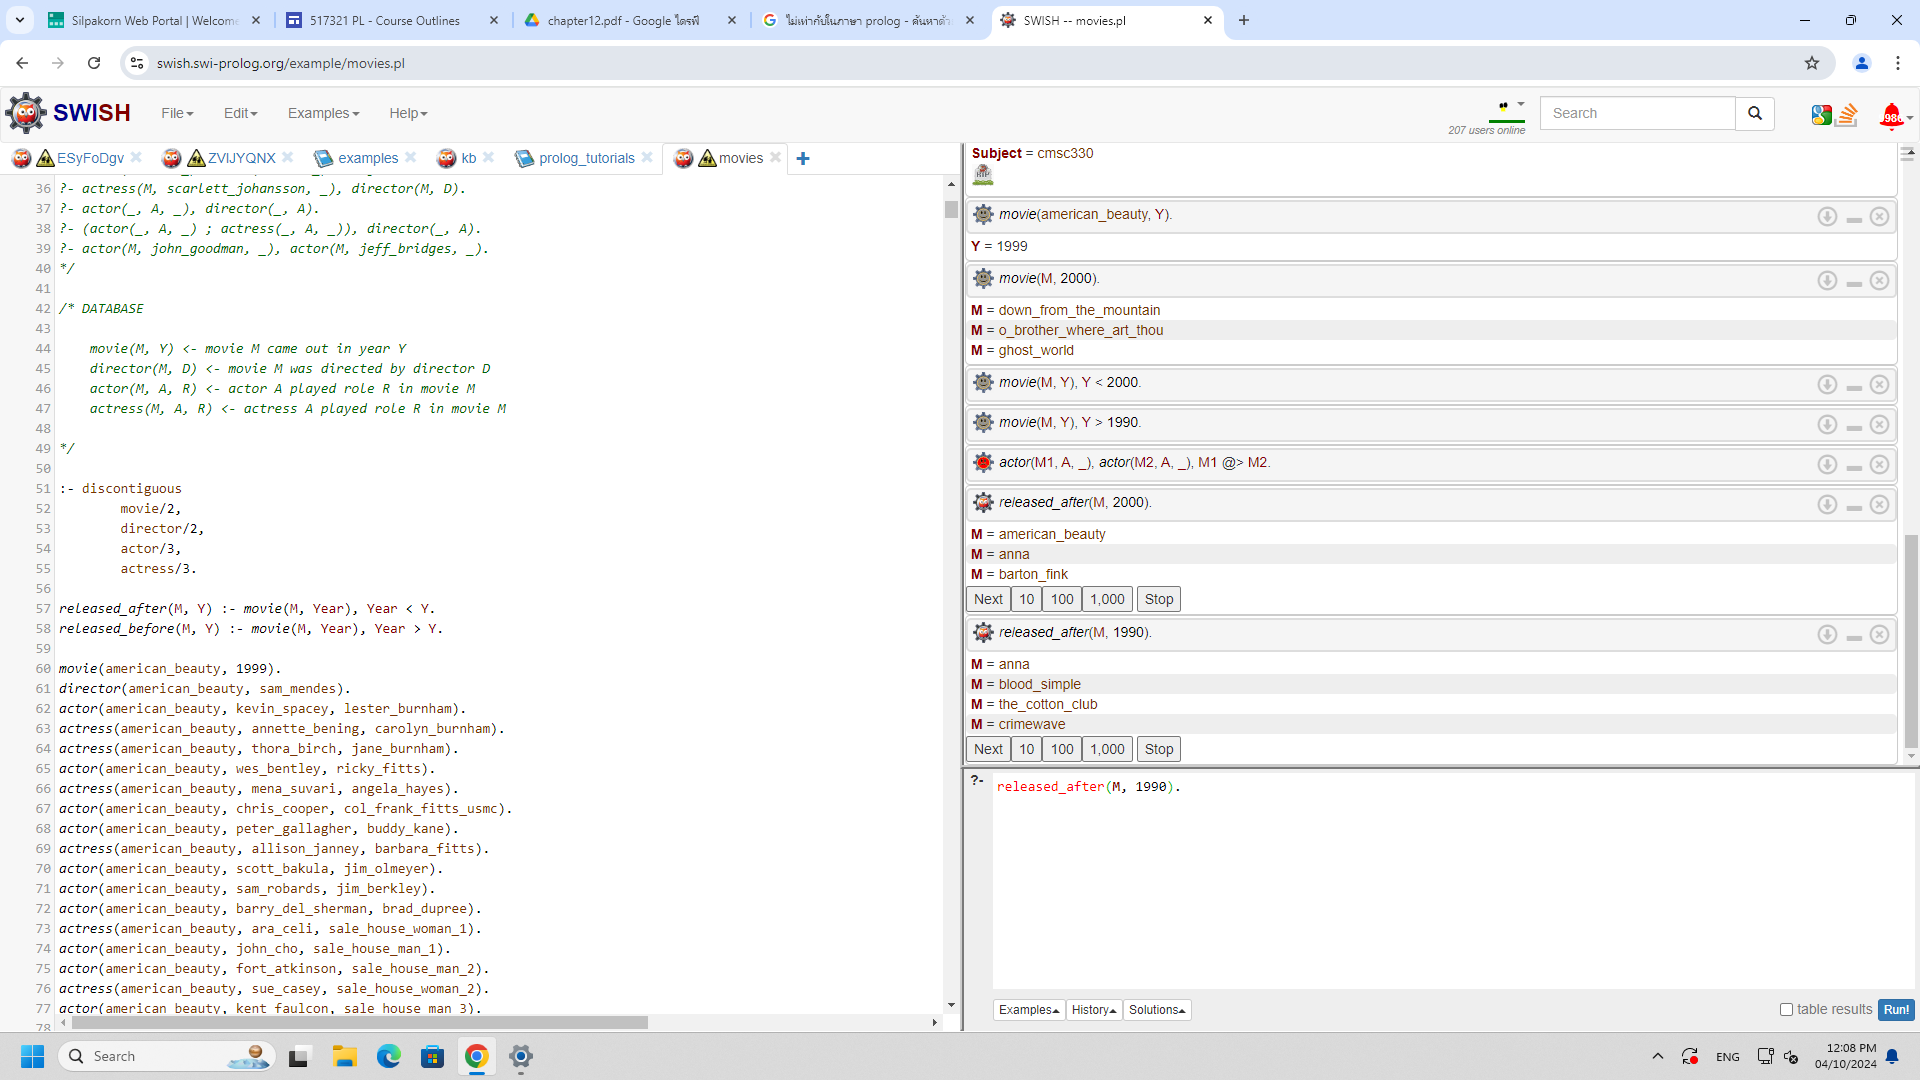 Silpakorn Web Portal | Welcome
517321 PL - Course Outlines
chapter12.pdf - Google ไดรฟ์
ไม่เท่ากับในภาษา prolog - ค้นหาด้ว
SWISH -- movies.pl
swish.swi-prolog.org/example/movies.pl
SWISH
File
Edit
Examples
Help
207 users online
Search
ESyFoDgv
ZVlJYQNX
examples
kb
prolog_tutorials
movies
36 ?- actress(M, scarlett_johansson, _), director(M, D).
37 ?- actor(_, A, _), director(_, A).
38 ?- (actor(_, A, _) ; actress(_, A, _)), director(_, A).
39 ?- actor(M, john_goodman, _), actor(M, jeff_bridges, _).
40 */
41
42 /* DATABASE
43
44 movie(M, Y) <- movie M came out in year Y
45 director(M, D) <- movie M was directed by director D
46 actor(M, A, R) <- actor A played role R in movie M
47 actress(M, A, R) <- actress A played role R in movie M
48
49 */
50
51 :- discontiguous
52 movie/2,
53 director/2,
54 actor/3,
55 actress/3.
56
57 released_after(M, Y) :- movie(M, Year), Year < Y.
58 released_before(M, Y) :- movie(M, Year), Year > Y.
59
60 movie(american_beauty, 1999).
61 director(american_beauty, sam_mendes).
62 actor(american_beauty, kevin_spacey, lester_burnham).
63 actress(american_beauty, annette_bening, carolyn_burnham).
64 actress(american_beauty, thora_birch, jane_burnham).
65 actor(american_beauty, wes_bentley, ricky_fitts).
66 actress(american_beauty, mena_suvari, angela_hayes).
67 actor(american_beauty, chris_cooper, col_frank_fitts_usmc).
68 actor(american_beauty, peter_gallagher, buddy_kane).
69 actress(american_beauty, allison_janney, barbara_fitts).
70 actor(american_beauty, scott_bakula, jim_olmeyer).
71 actor(american_beauty, sam_robards, jim_berkley).
72 actor(american_beauty, barry_del_sherman, brad_dupree).
73 actress(american_beauty, ara_celi, sale_house_woman_1).
74 actor(american_beauty, john_cho, sale_house_man_1).
75 actor(american_beauty, fort_atkinson, sale_house_man_2).
76 actress(american_beauty, sue_casey, sale_house_woman_2).
77 actor(american_beauty, kent_faulcon, sale_house_man_3).
78
Subject = cmsc330
RIP
movie(american_beauty, Y).
Y = 1999
movie(M, 2000).
M = down_from_the_mountain
M = o_brother_where_art_thou
M = ghost_world
movie(M, Y), Y < 2000.
movie(M, Y), Y > 1990.
actor(M1, A, _), actor(M2, A, _), M1 @> M2.
released_after(M, 2000).
M = american_beauty
M = anna
M = barton_fink
Next 10 100 1,000 Stop
released_after(M, 1990).
M = anna
M = blood_simple
M = the_cotton_club
M = crimewave
Next 10 100 1,000 Stop
?- released_after(M, 1990).
Examples History Solutions
table results Run!
Search
ENG
12:08 PM
04/10/2024